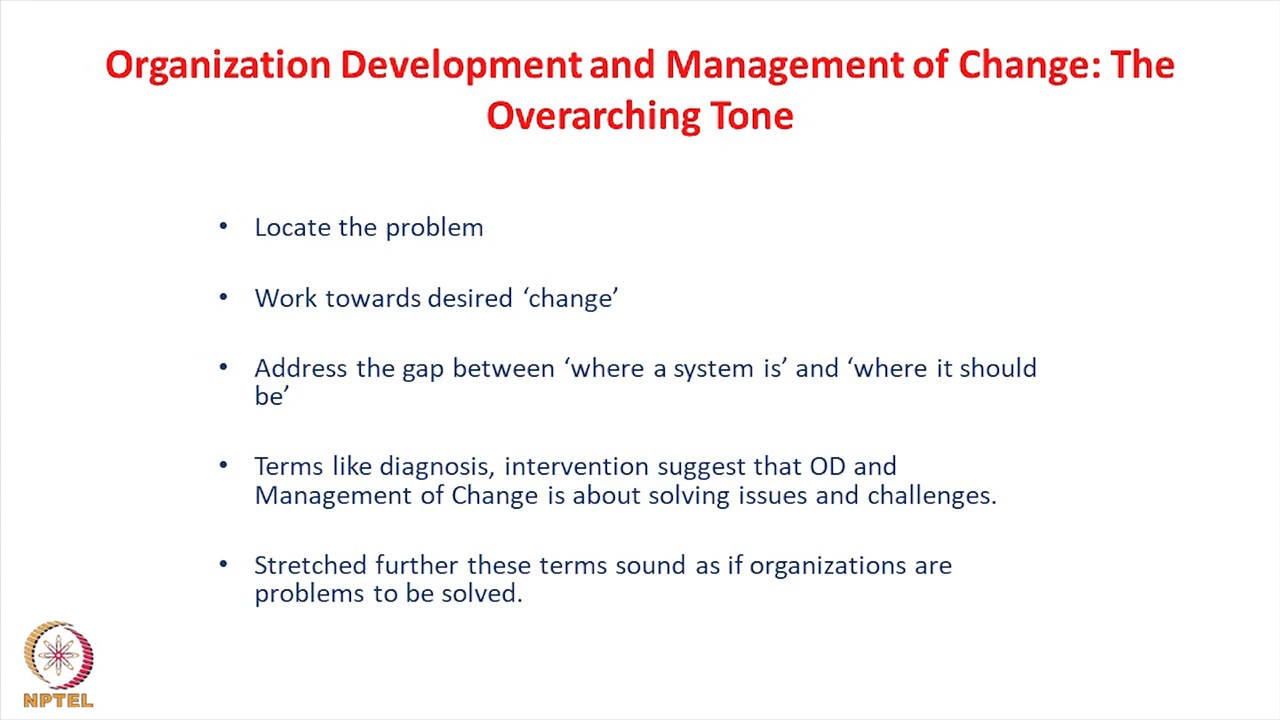 Organization Development and Management of Change: The
Overarching Tone
• Locate the problem
• Work towards desired ‘change’
• Address the gap between ‘where a system is’ and ‘where it should
be’
• Terms like diagnosis, intervention suggest that OD and
Management of Change is about solving issues and challenges.
• Stretched further these terms sound as if organizations are
problems to be solved.
NPTEL